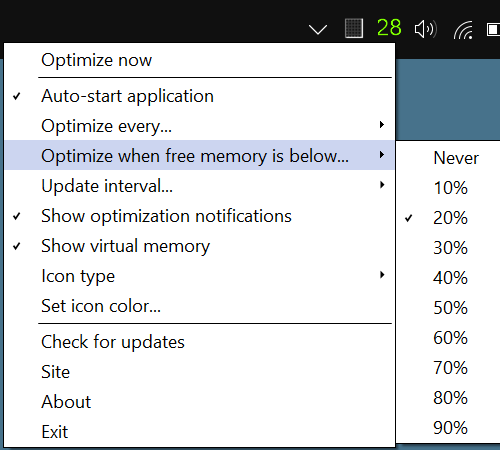 28
Optimize now
Auto-start application
Optimize every...
Optimize when free memory is below...
Update interval...
Show optimization notifications
Show virtual memory
Icon type
Set icon color...
Check for updates
Site
About
Exit
Never
10%
20%
30%
40%
50%
60%
70%
80%
90%